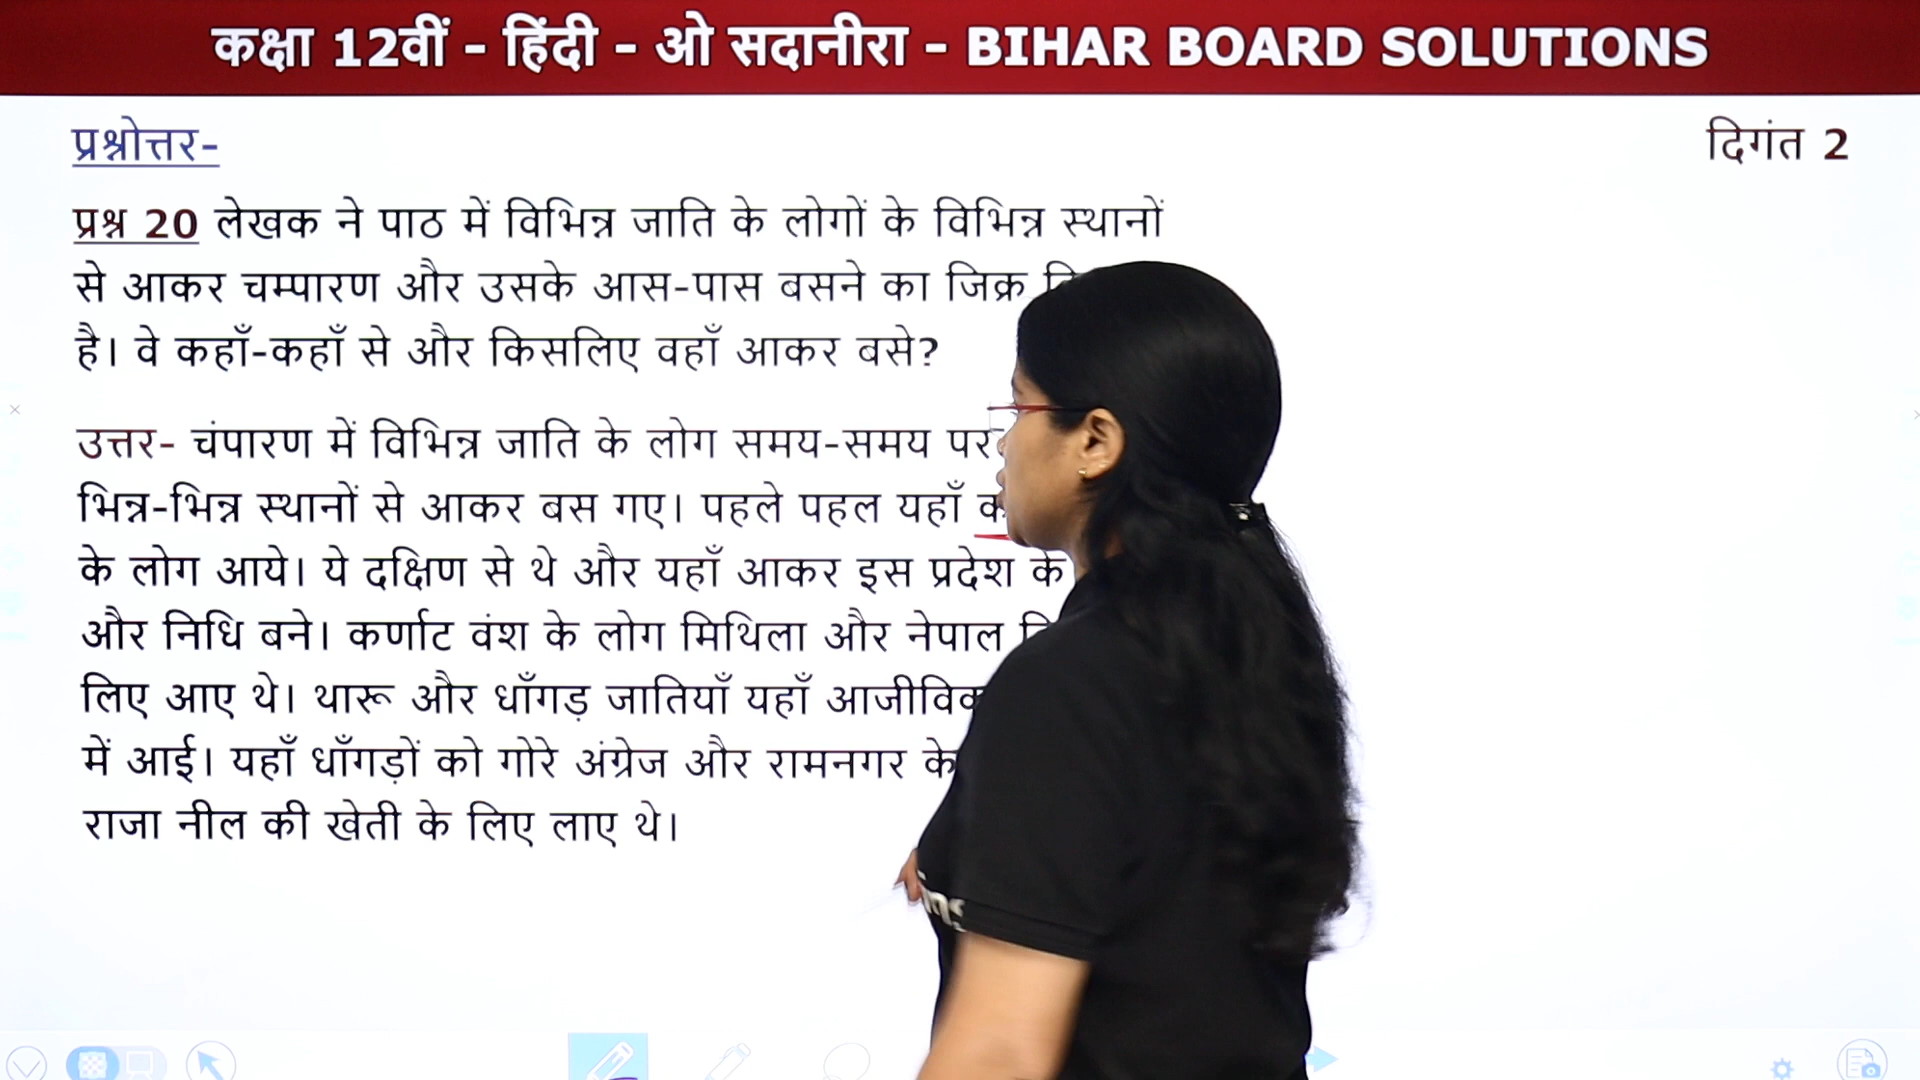 कक्षा 12वीं - हिंदी - ओ सदानीरा - BIHAR BOARD SOLUTIONS
प्रश्नोत्तर-
दिगंत 2
प्रश्न 20 लेखक ने पाठ में विभिन्न जाति के लोगों के विभिन्न स्थानों
से आकर चम्पारण और उसके आस-पास बसने का जिक्र
है। वे कहाँ-कहाँ से और किसलिए वहाँ आकर बसे?
उत्तर- चंपारण में विभिन्न जाति के लोग समय-समय पर
भिन्न-भिन्न स्थानों से आकर बस गए। पहले पहल यहाँ
के लोग आये। ये दक्षिण से थे और यहाँ आकर इस प्रदेश के
और निधि बने। कर्णाट वंश के लोग मिथिला और नेपाल
लिए आए थे। थारू और धाँगड़ जातियाँ यहाँ
में आई। यहाँ धाँगड़ों को गोरे अंग्रेज और रामनगर के
राजा नील की खेती के लिए लाए थे।